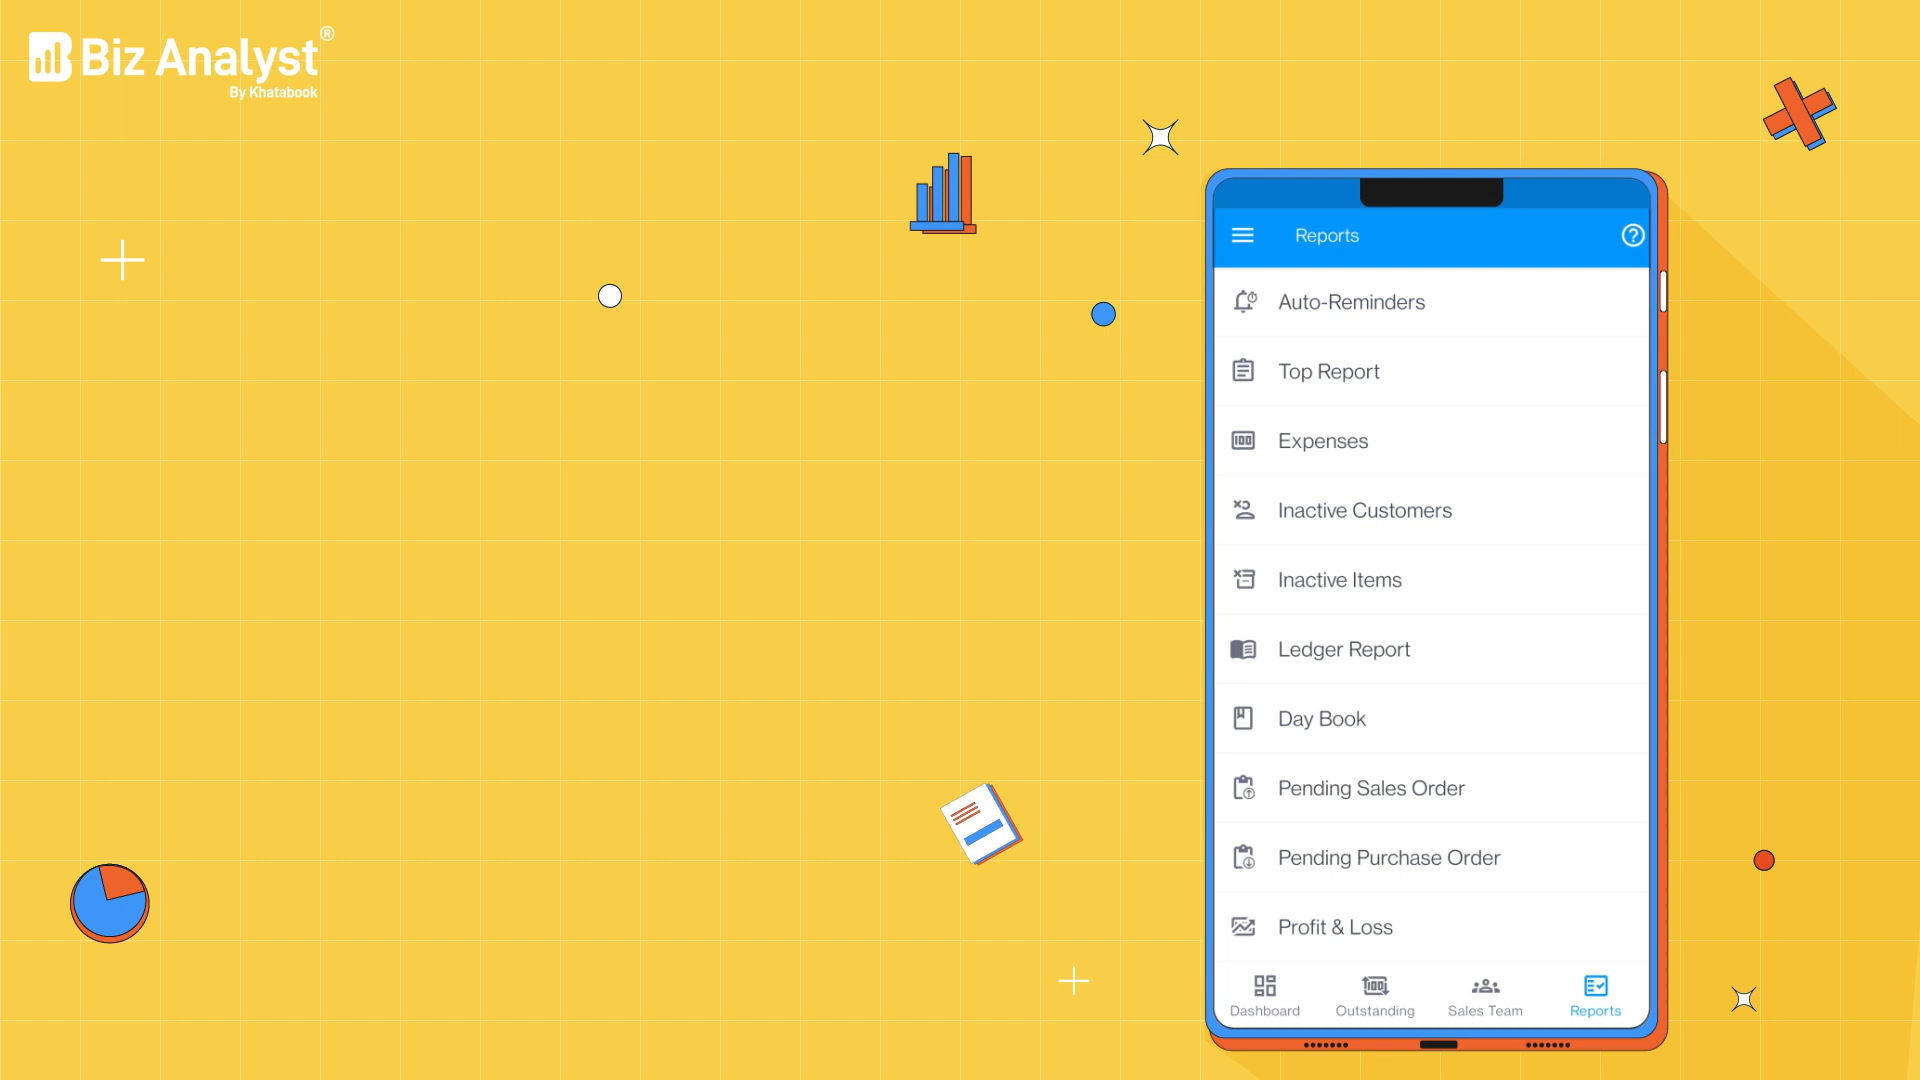 Biz Analyst®
By Khatabook
Reports
Auto-Reminders
Top Report
Expenses
Inactive Customers
Inactive Items
Ledger Report
Day Book
Pending Sales Order
Pending Purchase Order
Profit & Loss
Dashboard Outstanding Sales Team Reports